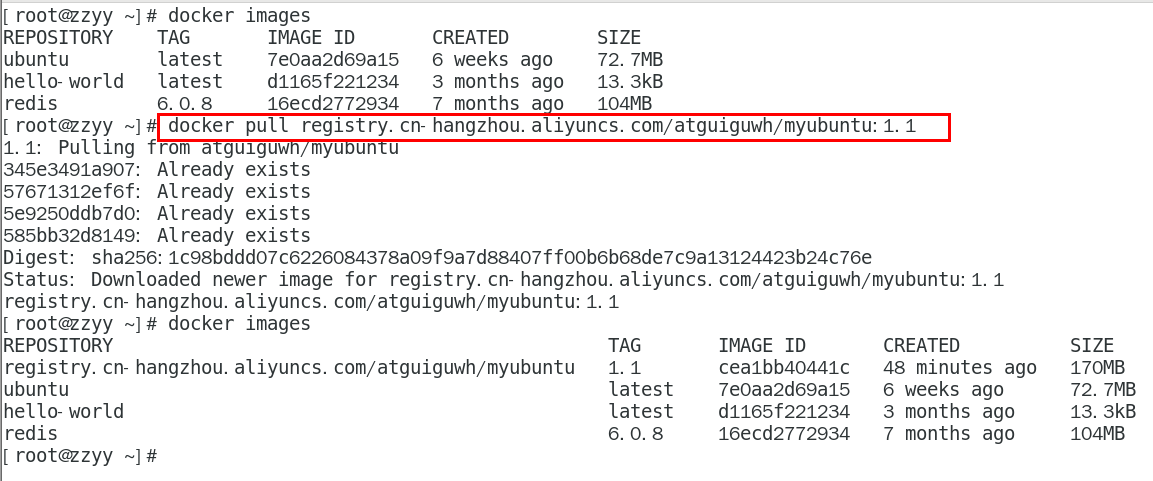 [root@zzyy ~]# docker images
REPOSITORY    TAG       IMAGE ID       CREATED        SIZE
ubuntu        latest    7e0aa2d69a15   6 weeks ago    72.7MB
hello-world   latest    d1165f221234   3 months ago   13.3kB
redis         6.0.8     16ecd2772934   7 months ago   104MB
[root@zzyy ~]# docker pull registry.cn-hangzhou.aliyuncs.com/atguiguwh/myubuntu:1.1
1.1: Pulling from atguiguwh/myubuntu
345e3491a907: Already exists
57671312ef6f: Already exists
5e9250ddb7d0: Already exists
585bb32d8149: Already exists
Digest: sha256:1c98bddd07c6226084378a09f9a7d88407ff00b6b68de7c9a13124423b24c76e
Status: Downloaded newer image for registry.cn-hangzhou.aliyuncs.com/atguiguwh/myubuntu:1.1
registry.cn-hangzhou.aliyuncs.com/atguiguwh/myubuntu:1.1
[root@zzyy ~]# docker images
REPOSITORY                                             TAG       IMAGE ID       CREATED          SIZE
registry.cn-hangzhou.aliyuncs.com/atguiguwh/myubuntu   1.1       cea1bb40441c   48 minutes ago   170MB
ubuntu                                                 latest    7e0aa2d69a15   6 weeks ago      72.7MB
hello-world                                            latest    d1165f221234   3 months ago     13.3kB
redis                                                  6.0.8     16ecd2772934   7 months ago     104MB
[root@zzyy ~]#